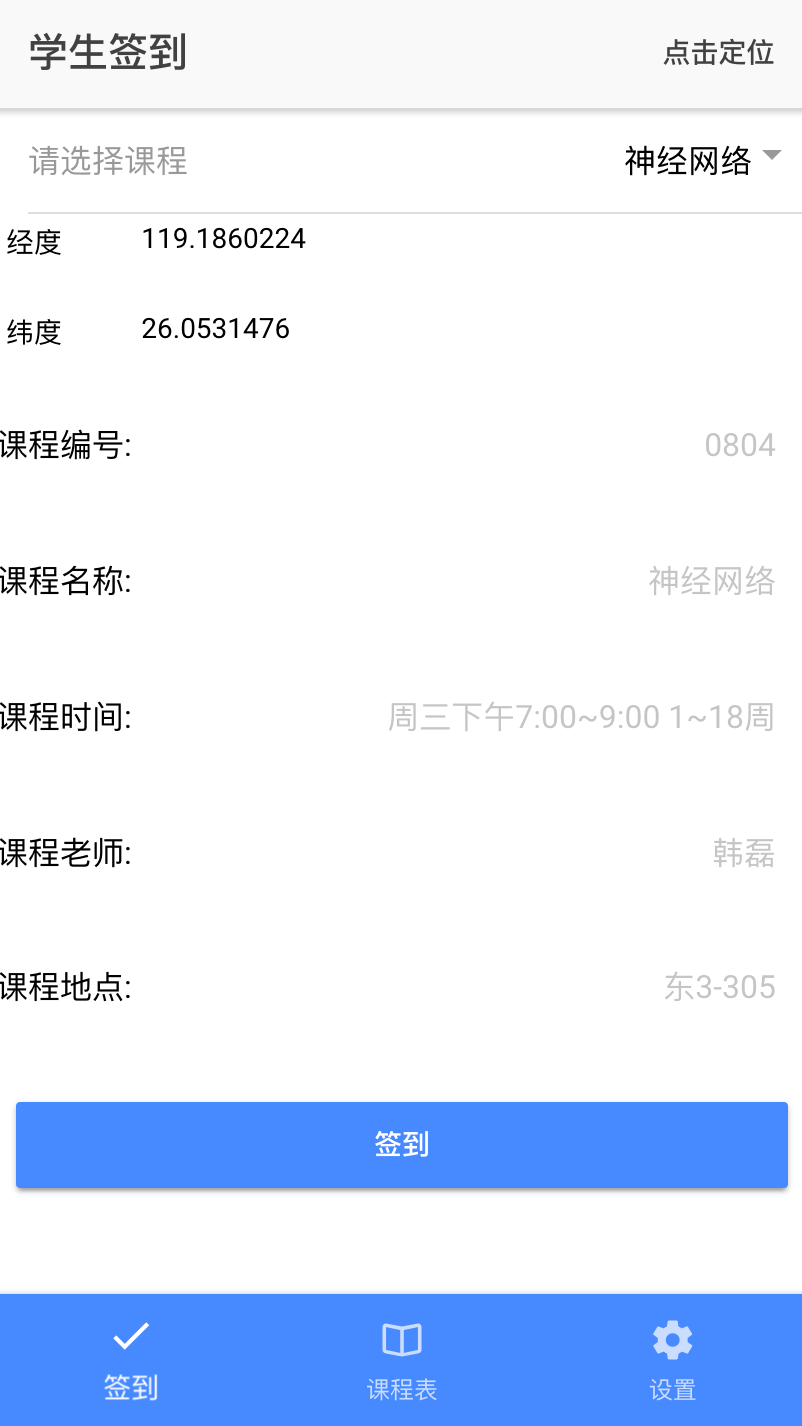 学生签到 点击定位
请选择课程 神经网络
经度 119.1860224
纬度 26.0531476
课程编号: 0804
课程名称: 神经网络
课程时间: 周三下午7:00~9:00 1~18周
课程老师: 韩磊
课程地点: 东3-305
签到
签到 课程表 设置